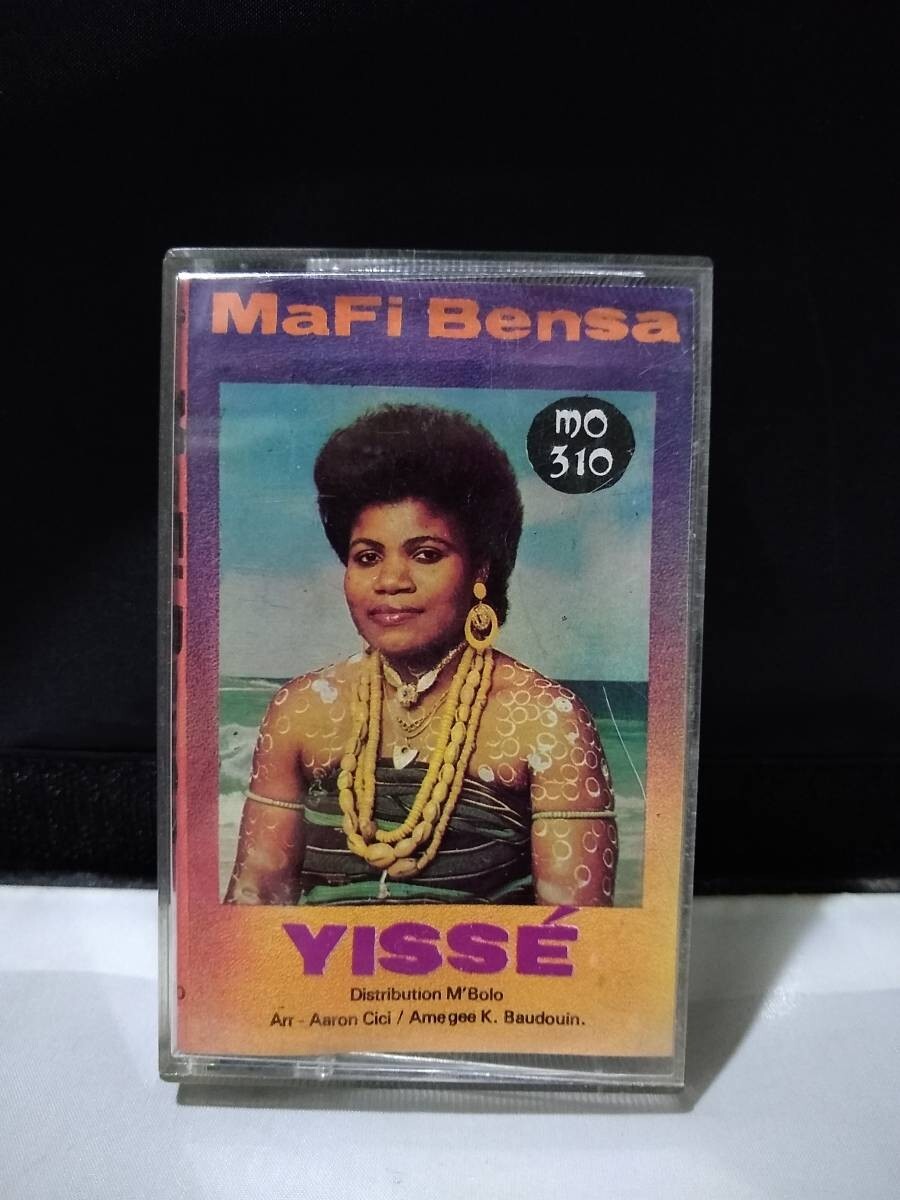 MaFi Bensa
MO
310
YISSÉ
Distribution M'Bolo
Arr - Aaron Cici / Amegee K. Baudouin.